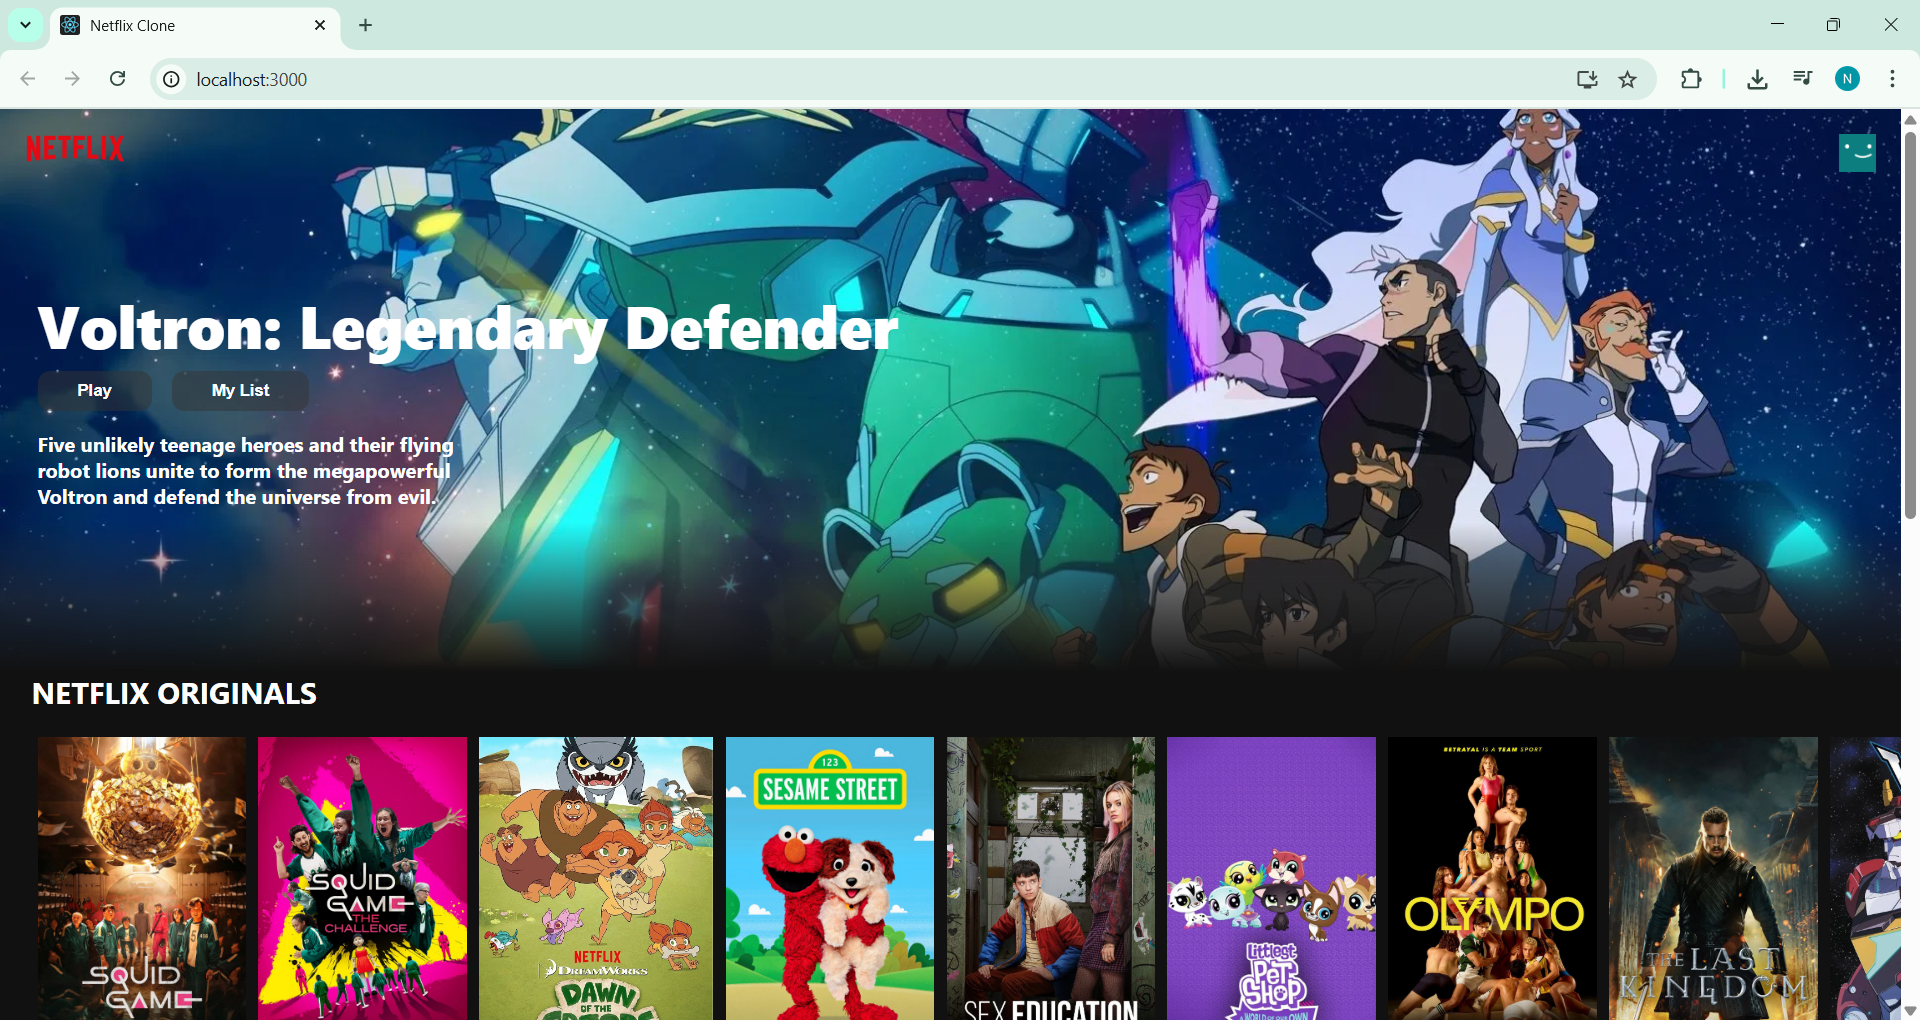 Netflix Clone
localhost:3000
N
NETFLIX
Voltron: Legendary Defender
Play
My List
Five unlikely teenage heroes and their flying
robot lions unite to form the megapowerful
Voltron and defend the universe from evil.
NETFLIX ORIGINALS
SQUID
GAME
SQUID
GAME
THE
CHALLENGE
NETFLIX
DREAMWORKS
DAWN
OF THE
123
SESAME STREET
SEX EDUCATION
Littlest
PET
SHOP
A WORLD OF OUR OWN
BETRAYAL IS A TEAM SPORT
OLYMPO
THE LAST
KINGDOM